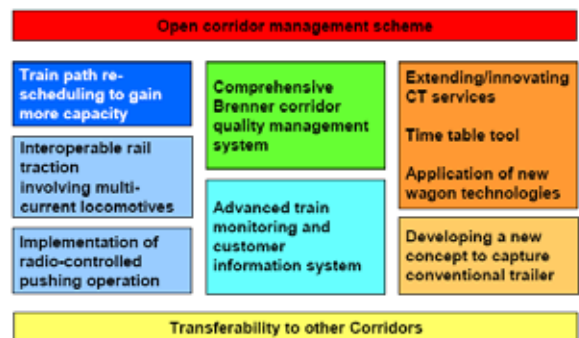 Open corridor management scheme
Train path re-
scheduling to gain
more capacity
Interoperable rail
traction
involving multi-
current locomotives
Implementation of
radio-controlled
pushing operation
Comprehensive
Brenner corridor
quality management
system
Advanced train
monitoring and
customer
information system
Extending/innovating
CT services
Time table tool
Application of new
wagon technologies
Developing a new
concept to capture
conventional trailer
Transferability to other Corridors